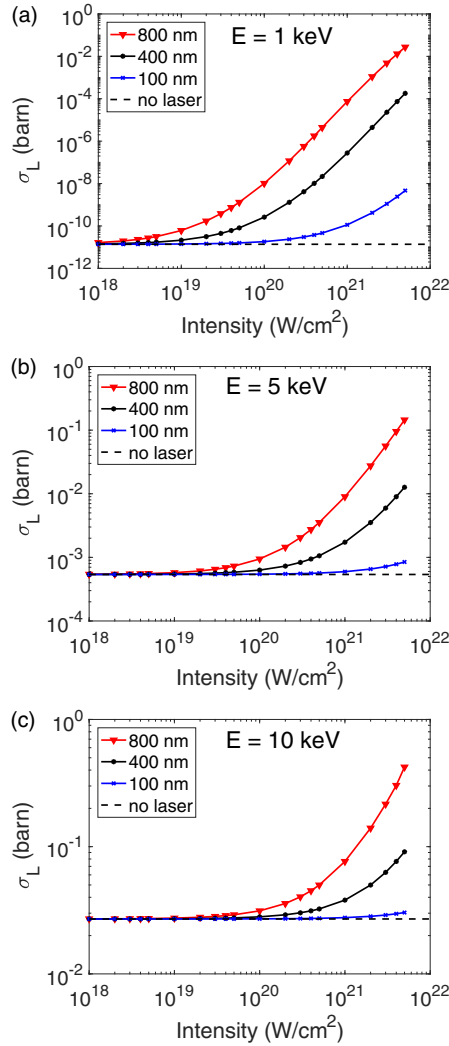 (a)
E = 1 keV
800 nm
400 nm
100 nm
no laser
10^0
10^-2
10^-4
10^-6
10^-8
10^-10
10^-12
σ_L (barn)
10^18 10^19 10^20 10^21 10^22
Intensity (W/cm^2)
(b)
E = 5 keV
800 nm
400 nm
100 nm
no laser
10^0
10^-1
10^-2
10^-3
10^-4
σ_L (barn)
10^18 10^19 10^20 10^21 10^22
Intensity (W/cm^2)
(c)
E = 10 keV
800 nm
400 nm
100 nm
no laser
10^0
10^-1
10^-2
σ_L (barn)
10^18 10^19 10^20 10^21 10^22
Intensity (W/cm^2)